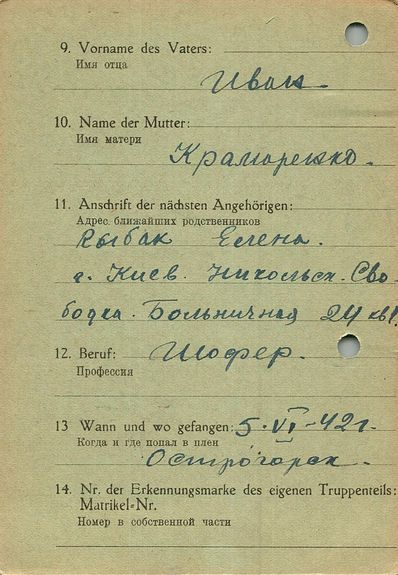 9. Vorname des Vaters:
Имя отца
Иван.
10. Name der Mutter:
Имя матери
Крамаренко.
11. Anschrift der nächsten Angehörigen:
Адрес ближайших родственников
Рыбак Елена.
г. Киев. Никольск. Сво
бодка. Больничная 24 кв1.
12. Beruf: Шофер.
Профессия
13 Wann und wo gefangen: 5.VI-42г.
Когда и где попал в плен
Острогорск.
14. Nr. der Erkennungsmarke des eigenen Truppenteils:
Matrikel-Nr.
Номер в собственной части